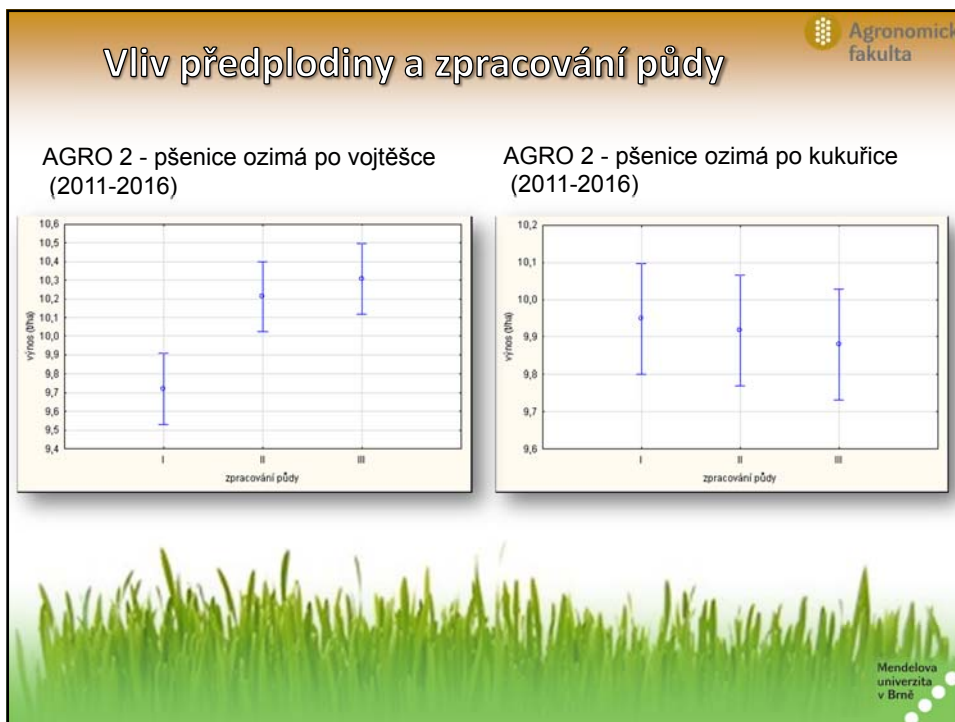 Agronomick
fakulta
Vliv předplodiny a zpracování půdy
AGRO 2 - pšenice ozimá po vojtěšce
(2011-2016)
10,6
10,5
10,4
10,3
10,2
10,1
10,0
9,9
9,8
9,7
9,6
9,5
9,4
výnos (t/ha)
I II III
zpracování půdy
AGRO 2 - pšenice ozimá po kukuřice
(2011-2016)
10,2
10,1
10,0
9,9
9,8
9,7
9,6
výnos (t/ha)
I II III
zpracování půdy
Mendelova
univerzita
v Brně